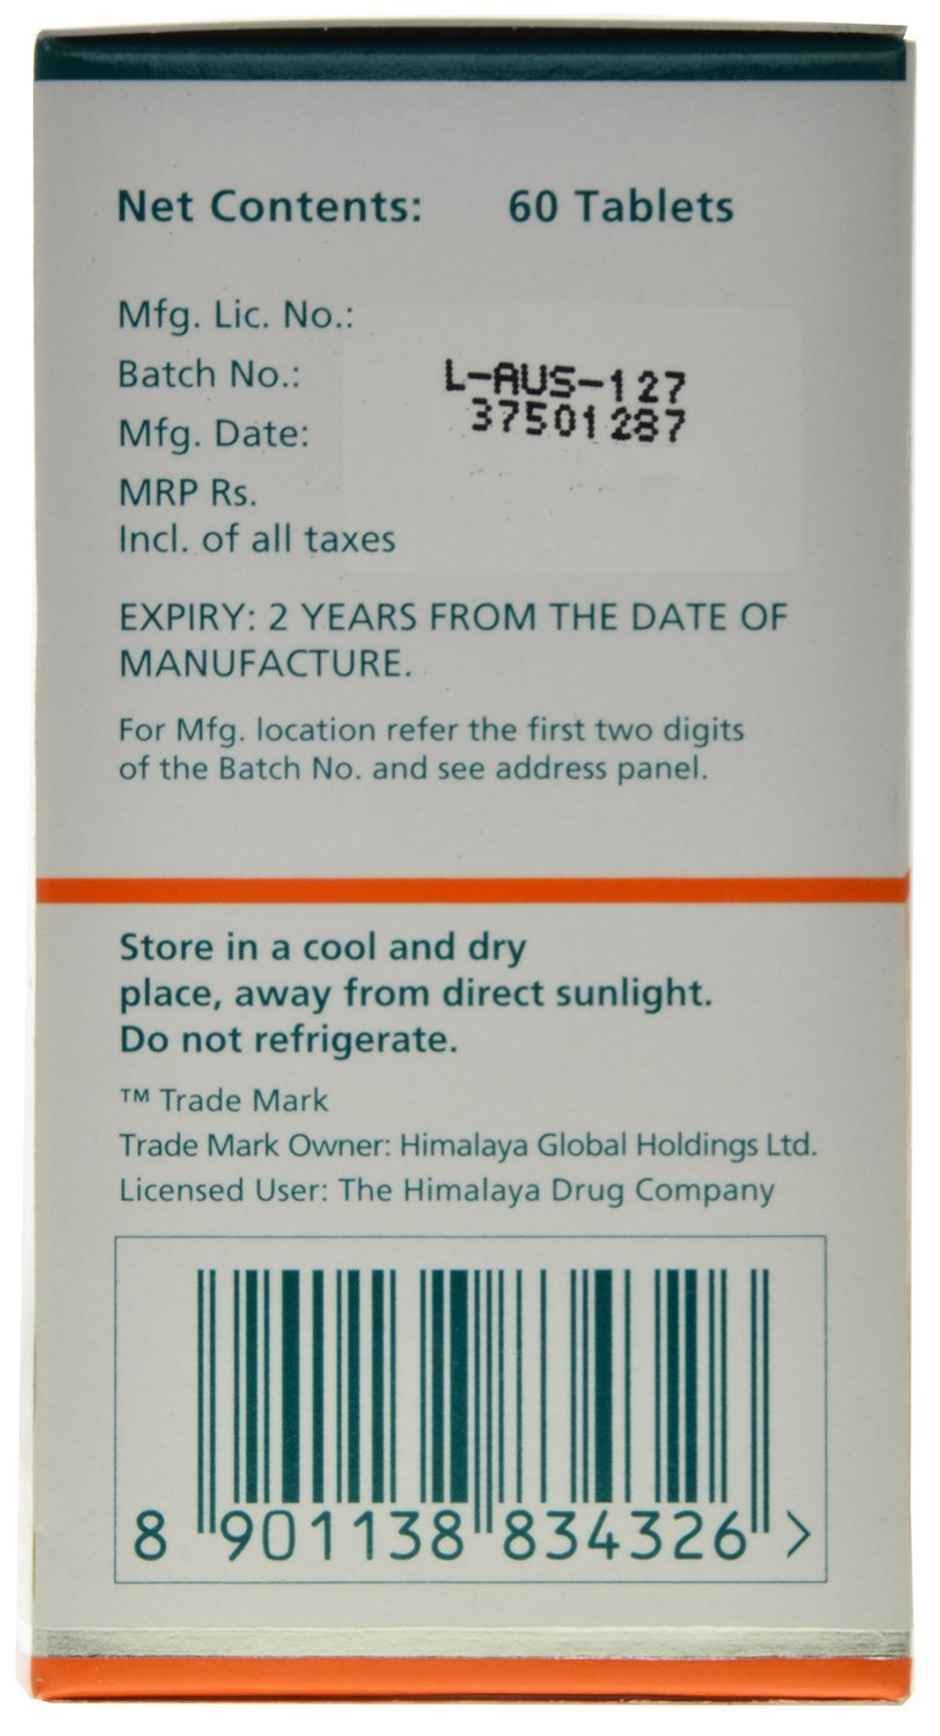 Net Contents: 60 Tablets
Mfg. Lic. No.:
Batch No.: L-AUS-127
Mfg. Date: 37501287
MRP Rs.
Incl. of all taxes
EXPIRY: 2 YEARS FROM THE DATE OF
MANUFACTURE.
For Mfg. location refer the first two digits
of the Batch No. and see address panel.
Store in a cool and dry
place, away from direct sunlight.
Do not refrigerate.
™ Trade Mark
Trade Mark Owner: Himalaya Global Holdings Ltd.
Licensed User: The Himalaya Drug Company
8 901138 834326 >